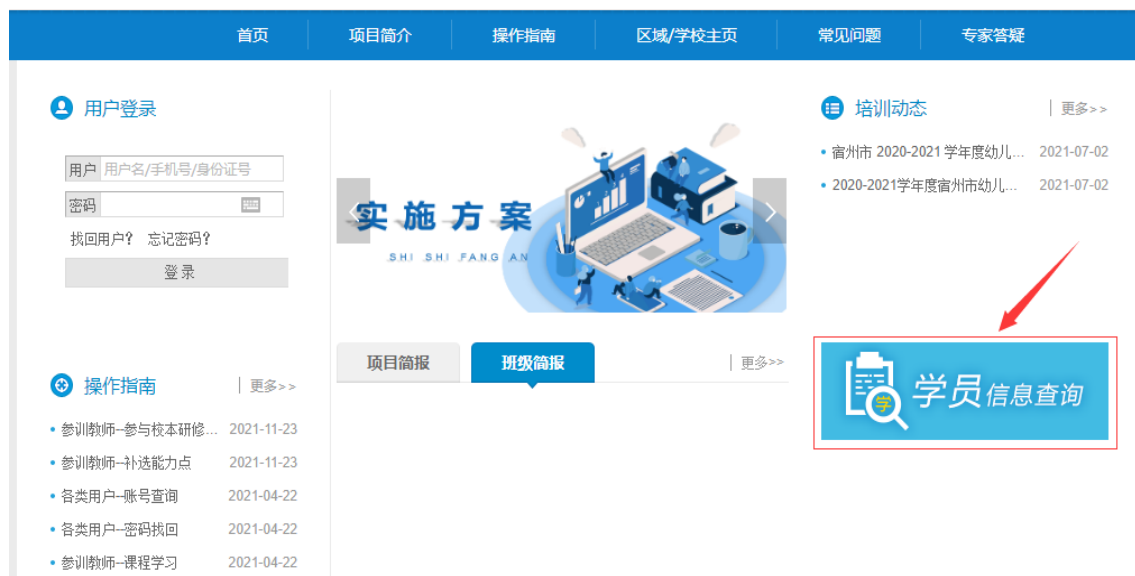 首页
项目简介
操作指南
区域/学校主页
常见问题
专家答疑
用户登录
用户 用户名/手机号/身份证号
密码
找回用户? 忘记密码?
登录
操作指南 更多>>
参训教师--参与校本研修... 2021-11-23
参训教师--补选能力点 2021-11-23
各类用户--账号查询 2021-04-22
各类用户--密码找回 2021-04-22
参训教师--课程学习 2021-04-22
实施方案
SHI SHI FANG AN
项目简报 班级简报 更多>>
培训动态 更多>>
宿州市 2020-2021 学年度幼儿... 2021-07-02
2020-2021学年度宿州市幼儿... 2021-07-02
学
学员信息查询